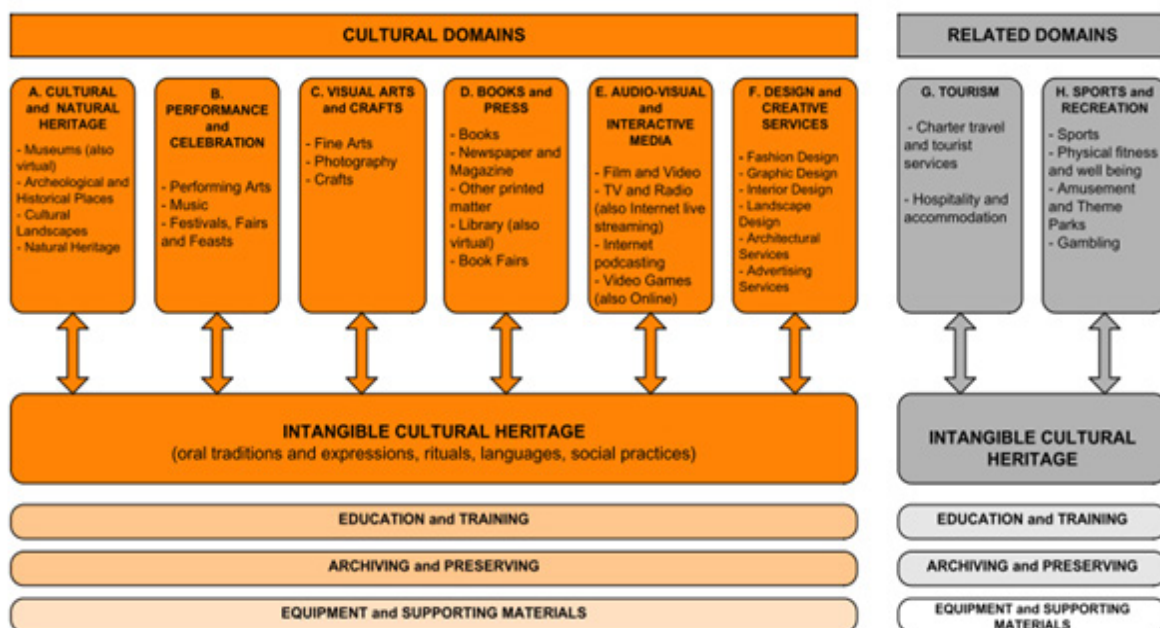 CULTURAL DOMAINS
RELATED DOMAINS
A. CULTURAL
and NATURAL
HERITAGE
- Museums (also
virtual)
- Archeological and
Historical Places
- Cultural
Landscapes
- Natural Heritage
B.
PERFORMANCE
and
CELEBRATION
- Performing Arts
- Music
- Festivals, Fairs
and Feasts
C. VISUAL ARTS
and CRAFTS
- Fine Arts
- Photography
- Crafts
D. BOOKS and
PRESS
- Books
- Newspaper and
Magazine
- Other printed
matter
- Library (also
virtual)
- Book Fairs
E. AUDIO-VISUAL
and
INTERACTIVE
MEDIA
- Film and Video
- TV and Radio
(also Internet live
streaming)
- Internet
podcasting
- Video Games
(also Online)
F. DESIGN and
CREATIVE
SERVICES
- Fashion Design
- Graphic Design
- Interior Design
- Landscape
Design
- Architectural
Services
- Advertising
Services
G. TOURISM
- Charter travel
and tourist
services
- Hospitality and
accommodation
H. SPORTS and
RECREATION
- Sports
- Physical fitness
and well being
- Amusement
and Theme
Parks
- Gambling
INTANGIBLE CULTURAL HERITAGE
(oral traditions and expressions, rituals, languages, social practices)
INTANGIBLE CULTURAL
HERITAGE
EDUCATION and TRAINING
EDUCATION and TRAINING
ARCHIVING and PRESERVING
ARCHIVING and PRESERVING
EQUIPMENT and SUPPORTING MATERIALS
EQUIPMENT and SUPPORTING
MATERIALS